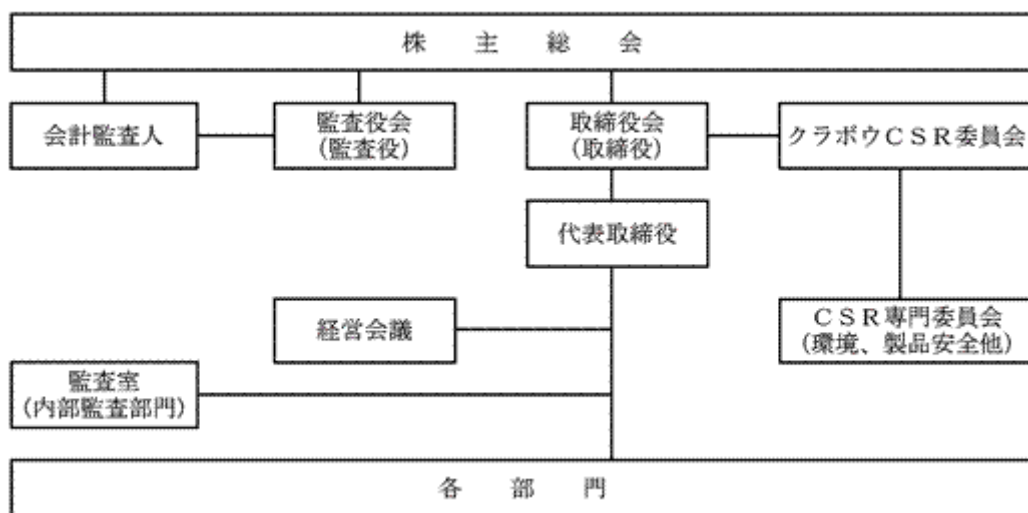 株主総会
会計監査人
監査役会
(監査役)
取締役会
(取締役)
クラボウCSR委員会
代表取締役
経営会議
CSR専門委員会
(環境、製品安全他)
監査室
(内部監査部門)
各部門